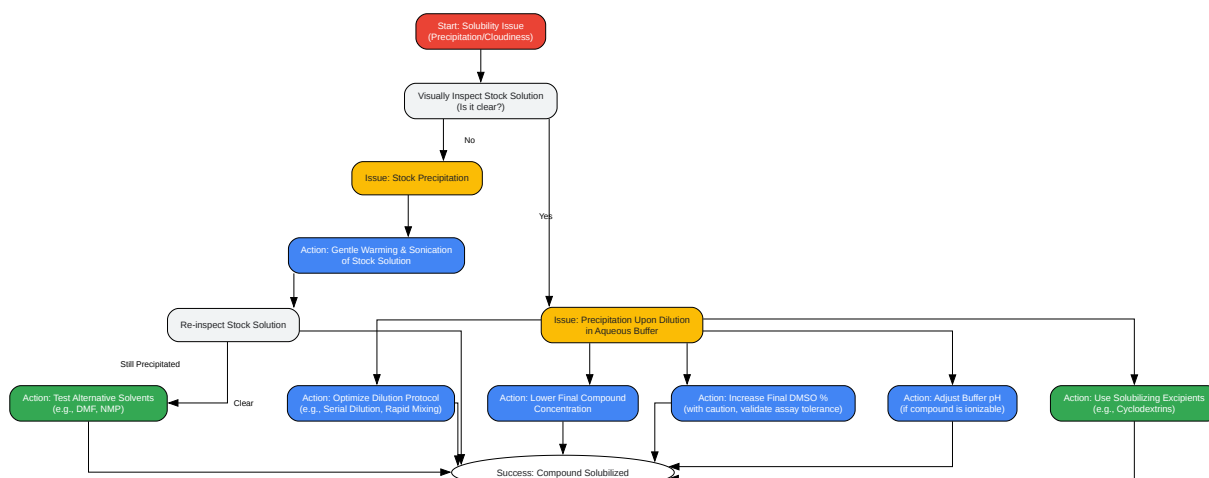 Start: Solubility Issue
(Precipitation/Cloudiness)
Visually Inspect Stock Solution
(Is it clear?)
No
Issue: Stock Precipitation
Yes
Action: Gentle Warming & Sonication
of Stock Solution
Re-inspect Stock Solution
Issue: Precipitation Upon Dilution
in Aqueous Buffer
Still Precipitated
Clear
Action: Test Alternative Solvents
(e.g., DMF, NMP)
Action: Optimize Dilution Protocol
(e.g., Serial Dilution, Rapid Mixing)
Action: Lower Final Compound
Concentration
Action: Increase Final DMSO %
(with caution, validate assay tolerance)
Action: Adjust Buffer pH
(if compound is ionizable)
Action: Use Solubilizing Excipients
(e.g., Cyclodextrins)
Success: Compound Solubilized